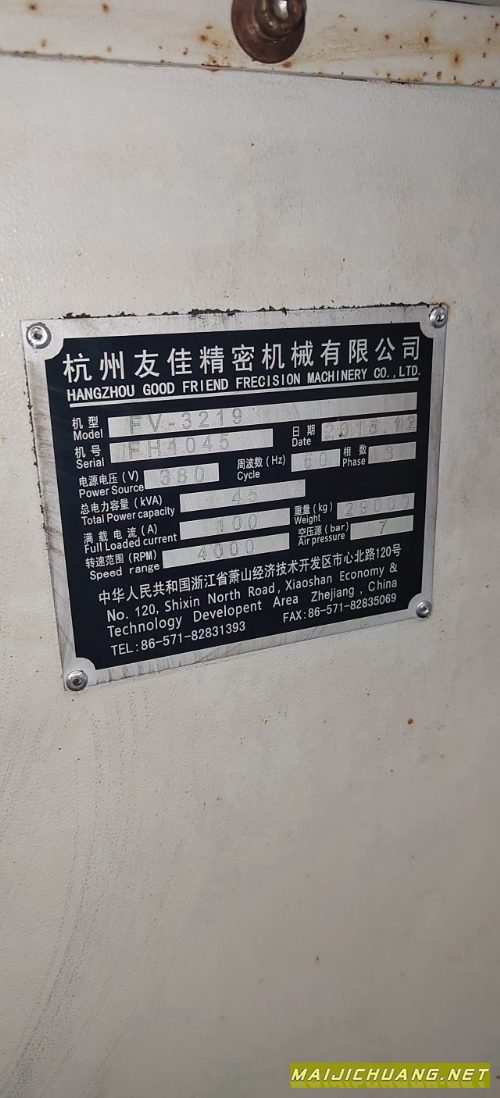 杭州友佳精密机械有限公司
HANGZHOU GOOD FRIEND FRECISION MACHINERY CO.,LTD.
机型 Model FV-3219
机号 Serial FH1045 日期 Date 2015.12
电源电压(V) Power Source 380 周波数(Hz) Cycle 相数 Phase 3
总电力容量(kVA) Total Power capacity 45
满载电流(A) Full Loaded current 100 重量(kg) Weight
转速范围(RPM) Speed range 4000 空压源(bar) Air pressure 7
中华人民共和国浙江省萧山经济技术开发区市心北路120号
No. 120, Shixin North Road, Xiaoshan Economy &
Technology Developent Area Zhejiang, China
TEL:86-571-82831393 FAX:86-571-82835069
MAIJICHUANG.NET